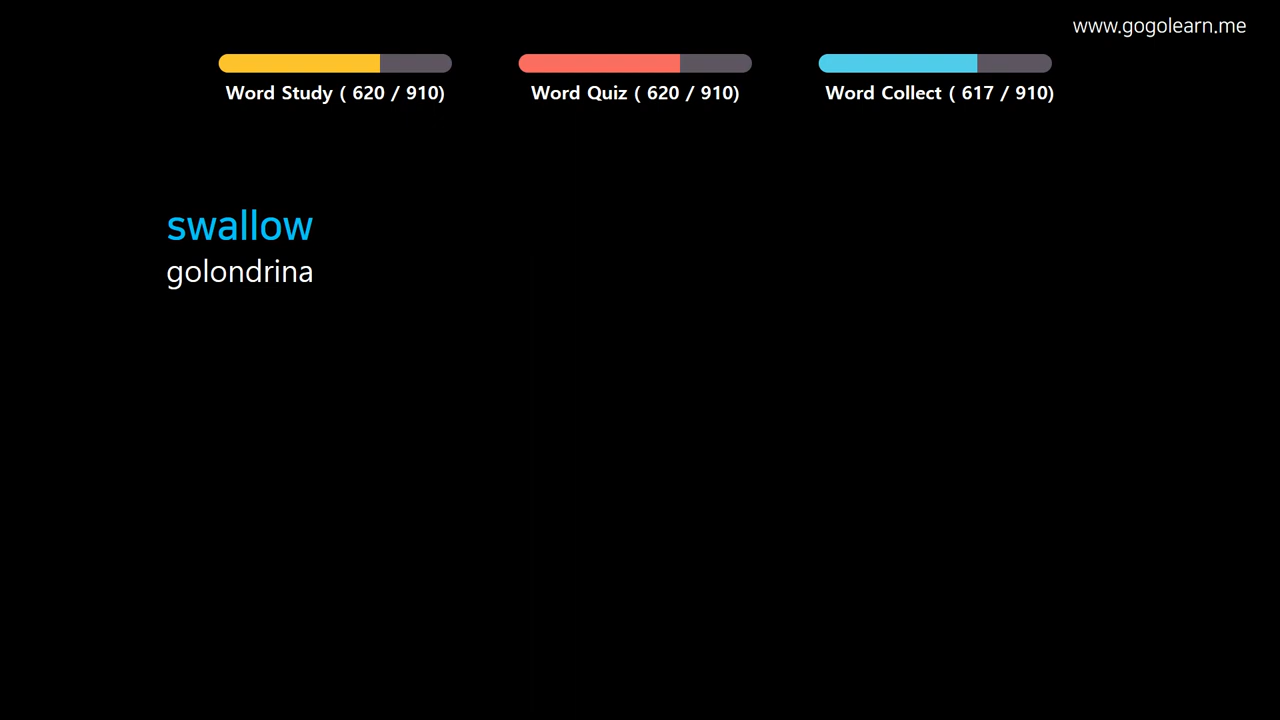 www.gogolearn.me
Word Study ( 620 / 910)
Word Quiz ( 620 / 910)
Word Collect ( 617 / 910)
swallow
golondrina